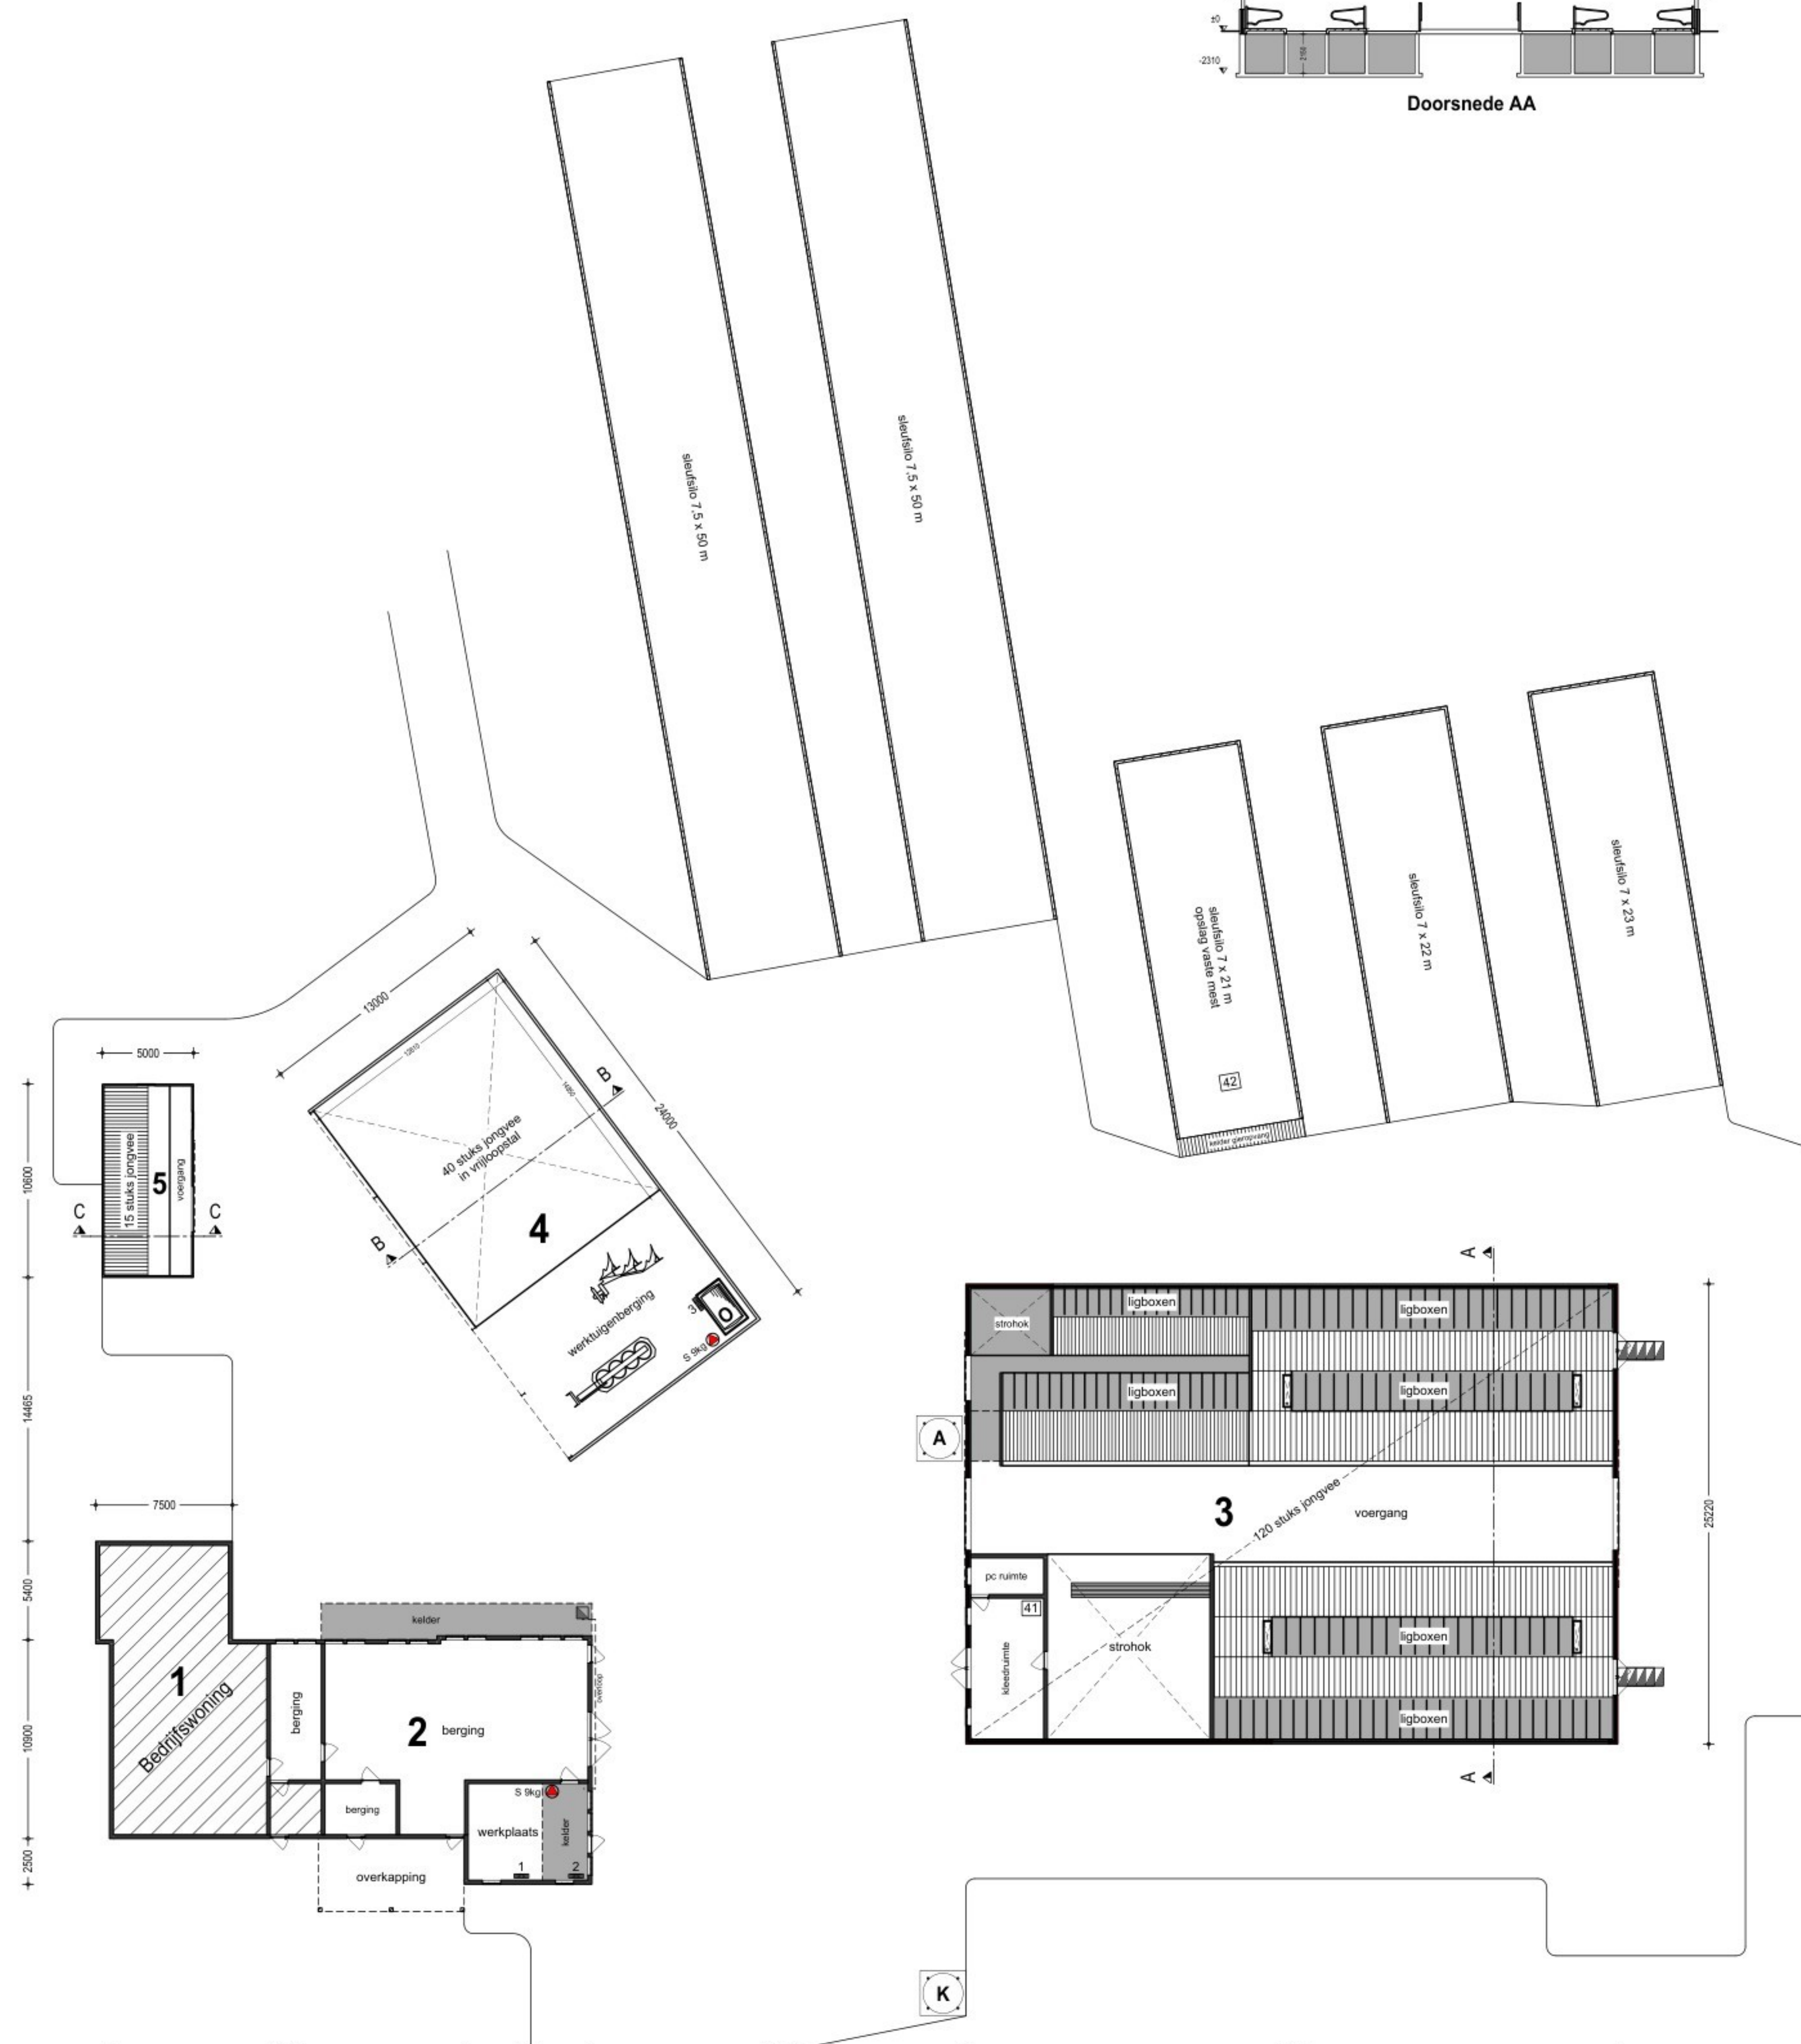 ±0
2160
-2310
Doorsnede AA
sleufsilo 7,5 x 50 m
sleufsilo 7,5 x 50 m
sleufsilo 7 x 21 m
opslag vaste mest
42
kelder gieropvang
sleufsilo 7 x 22 m
sleufsilo 7 x 23 m
13000
12610
14850
24000
B
B
40 stuks jongvee
in vrijloopstal
4
werktuigenberging
3
S 9kg
5000
10600
15 stuks jongvee
5
voergang
C
C
14465
7500
5400
10900
2500
1
Bedrijfswoning
kelder
berging
2
berging
overloop
berging
S 9kg
werkplaats
kelder
1
2
overkapping
A
strohok
ligboxen
ligboxen
ligboxen
ligboxen
A
3
120 stuks jongvee
voergang
25220
pc ruimte
41
kleedruimte
strohok
ligboxen
ligboxen
A
K